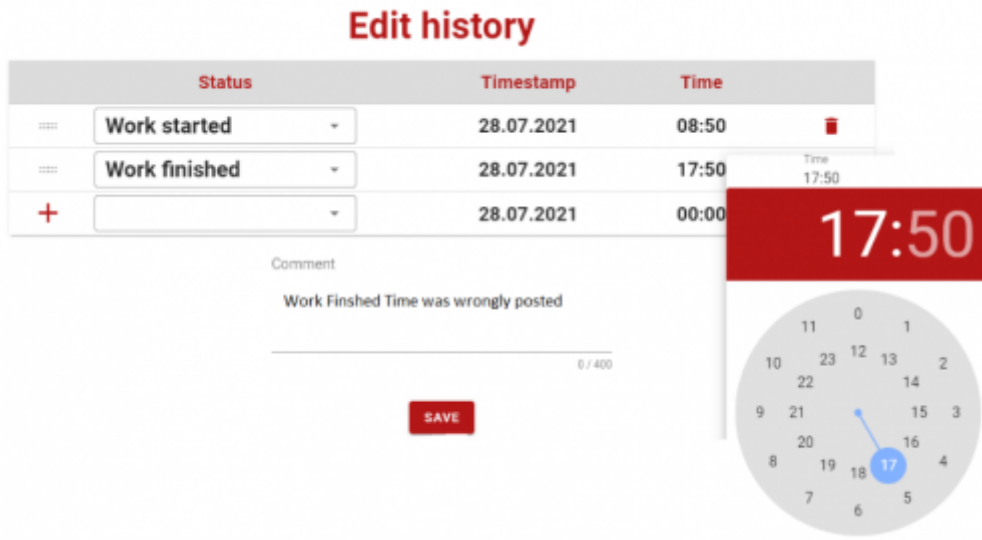 Edit history
Status Timestamp Time
Work started 28.07.2021 08:50
Work finished 28.07.2021 17:50
28.07.2021 00:00
Time
17:50
17:50
Comment
Work Finshed Time was wrongly posted
0 / 400
SAVE
0
11 1
12
10 23 13 2
22 14
9 21 15 3
20 16
8 19 18 17 4
7 5
6